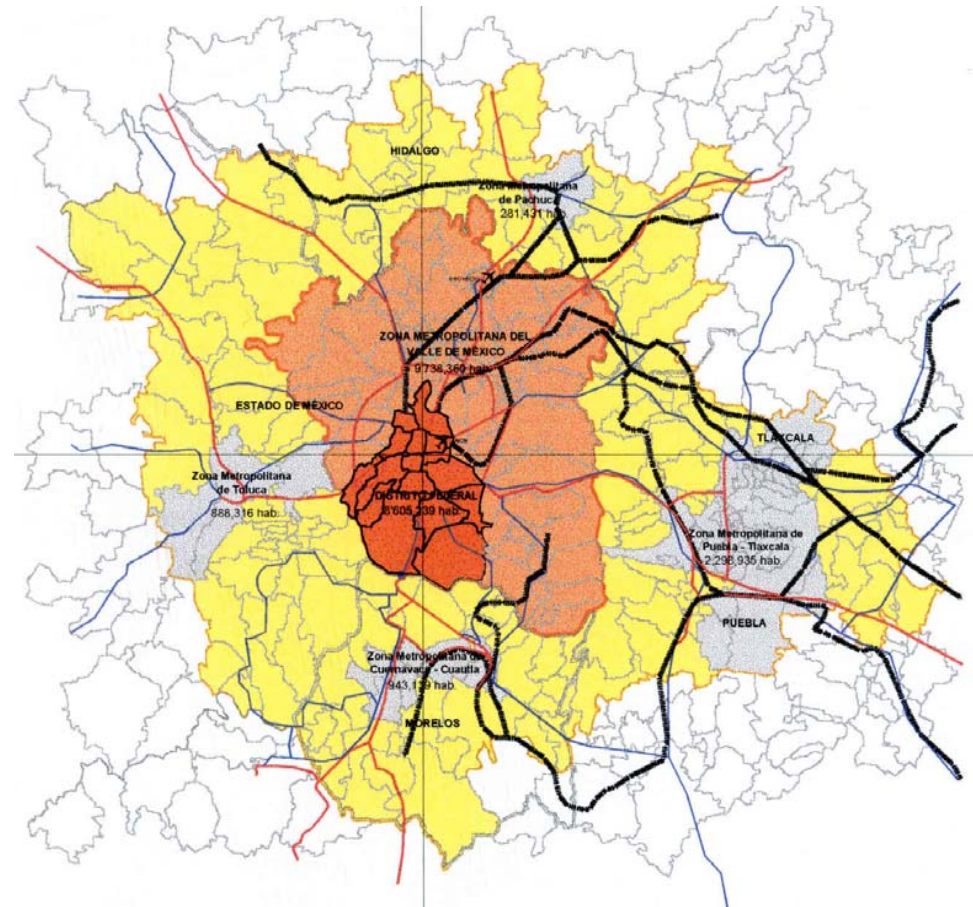 HIDALGO
Zona Metropolitana
de Pachuca
281,431 hab.
ZONA METROPOLITANA DEL
VALLE DE MÉXICO
9,738,360 hab.
ESTADO DE MÉXICO
TLAXCALA
Zona Metropolitana
de Toluca
888,316 hab.
DISTRITO FEDERAL
8'605,239 hab.
Zona Metropolitana de
Puebla - Tlaxcala
2,298,935 hab.
PUEBLA
Zona Metropolitana de
Cuernavaca - Cuautla
943,139 hab.
MORELOS